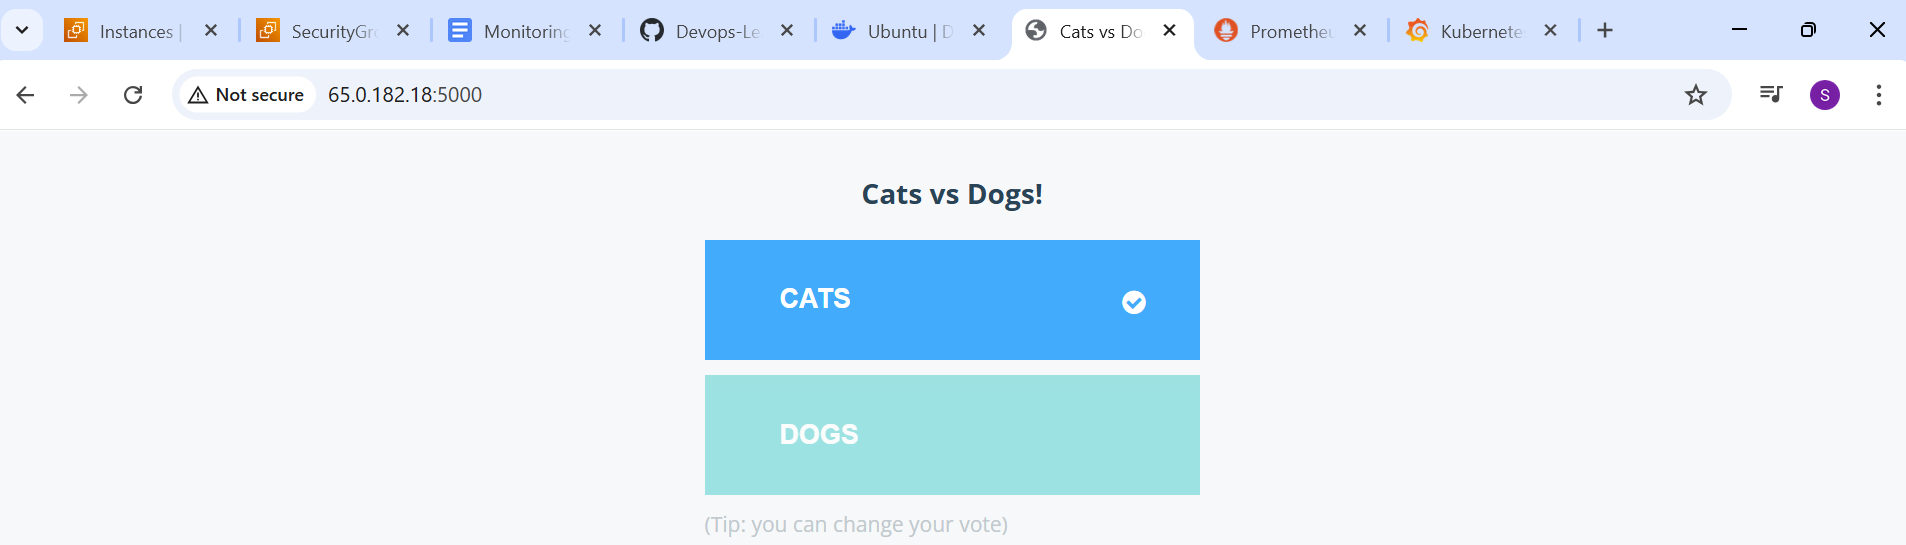 Instances |
SecurityGr
Monitoring
Devops-Le
Ubuntu | D
Cats vs Do
Prometheu
Kubernete
Not secure
65.0.182.18:5000
S
Cats vs Dogs!
CATS
DOGS
(Tip: you can change your vote)